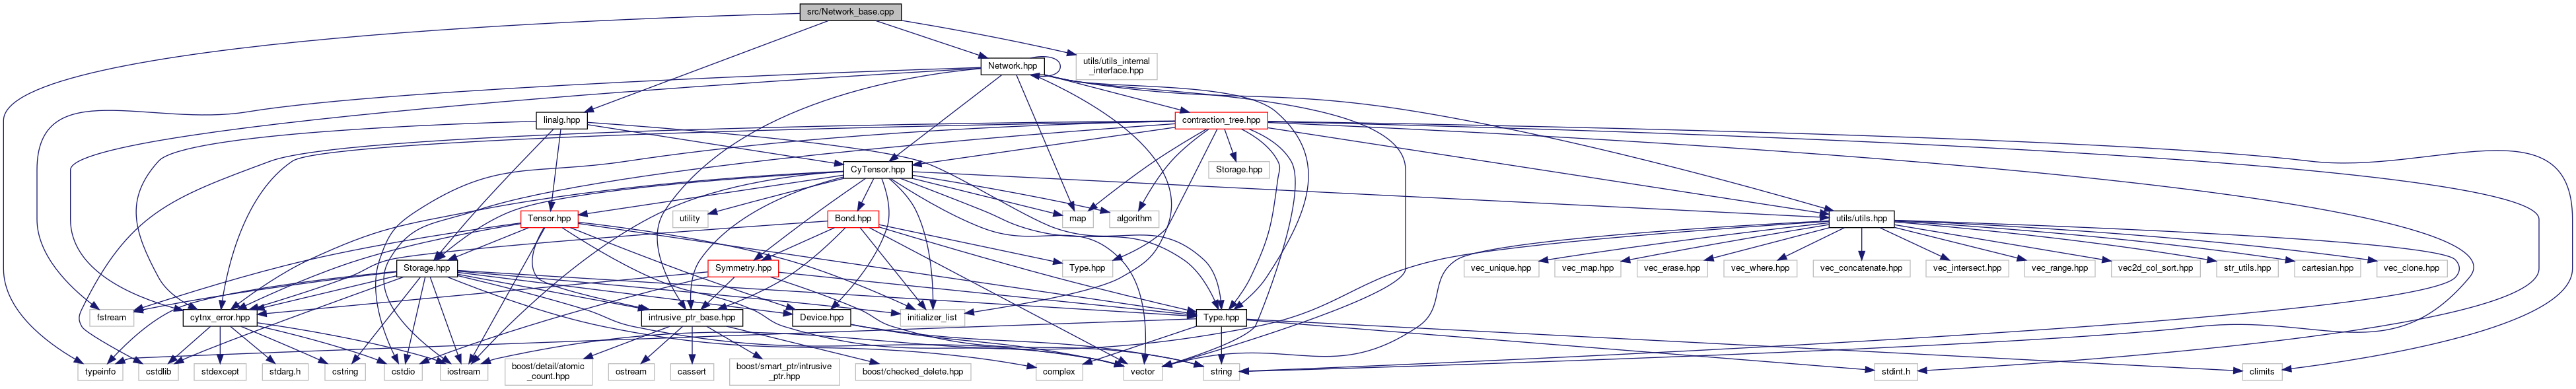 src/Network_base.cpp
Network.hpp
utils/utils_internal
_interface.hpp
linalg.hpp
contraction_tree.hpp
CyTensor.hpp
Storage.hpp
Tensor.hpp
utility
Bond.hpp
map
algorithm
utils/utils.hpp
Storage.hpp
Symmetry.hpp
Type.hpp
vec_unique.hpp
vec_map.hpp
vec_erase.hpp
vec_where.hpp
vec_concatenate.hpp
vec_intersect.hpp
vec_range.hpp
vec2d_col_sort.hpp
str_utils.hpp
cartesian.hpp
vec_clone.hpp
fstream
cytnx_error.hpp
intrusive_ptr_base.hpp
Device.hpp
initializer_list
Type.hpp
typeinfo
cstdlib
stdexcept
stdarg.h
cstring
cstdio
iostream
boost/detail/atomic
_count.hpp
ostream
cassert
boost/smart_ptr/intrusive
_ptr.hpp
boost/checked_delete.hpp
complex
vector
string
stdint.h
climits